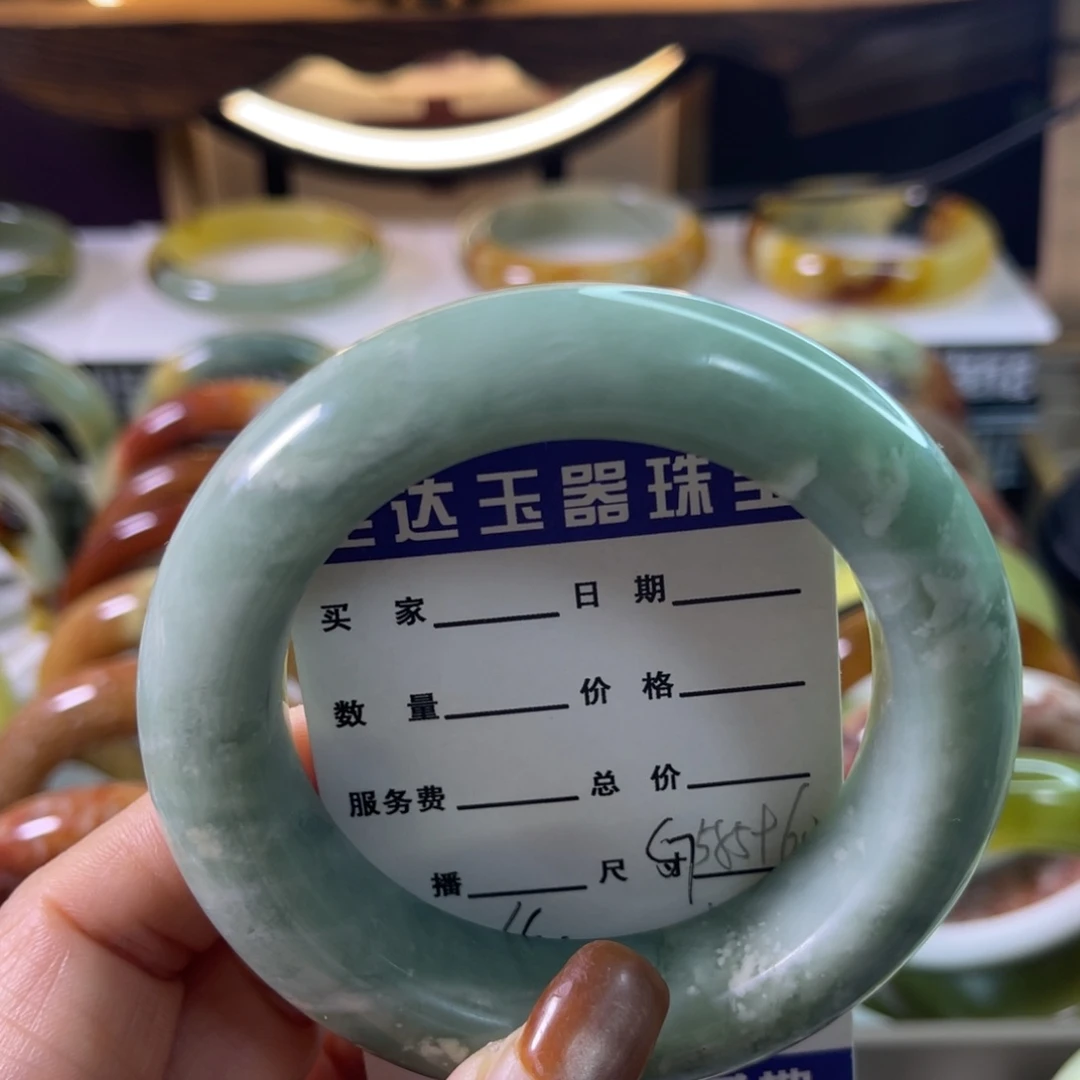 达玉器珠
买 家 日 期
数 量 价 格
服务费 总 价
播 尺 寸